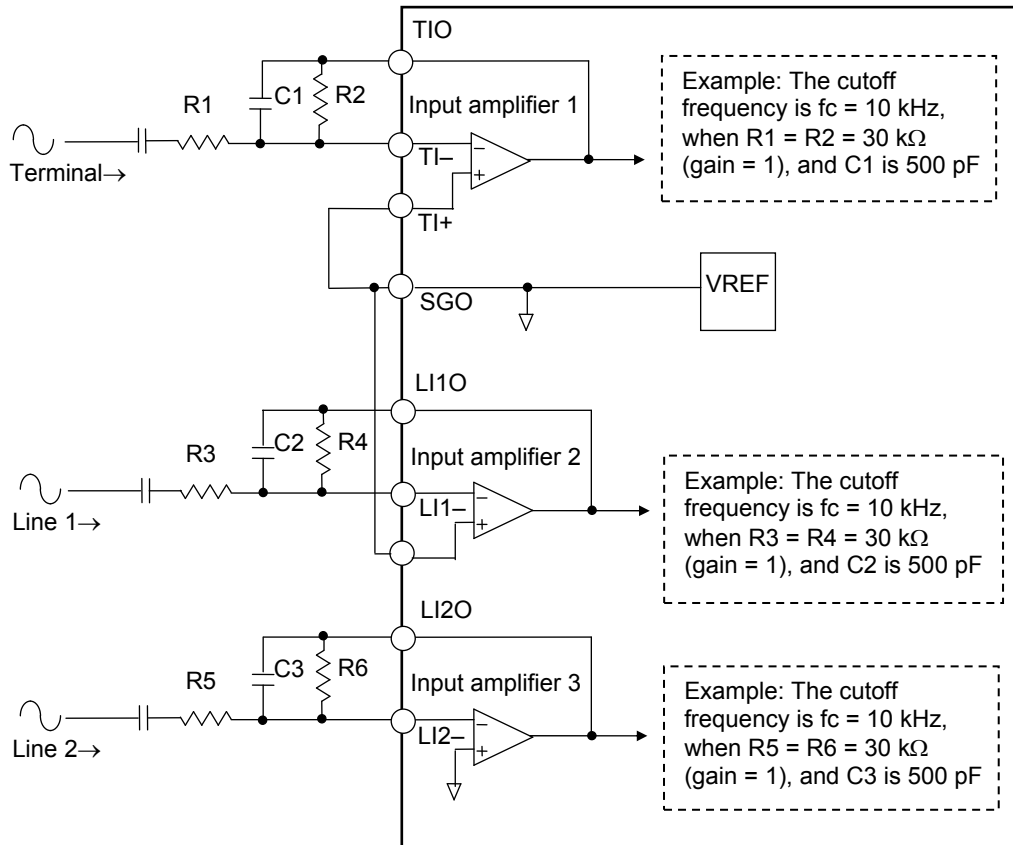 TIO
Example: The cutoff
frequency is fc = 10 kHz,
when R1 = R2 = 30 kΩ
(gain = 1), and C1 is 500 pF
R1
C1
R2
Input amplifier 1
Terminal→
TI–
–
+
TI+
SGO
VREF
LI1O
R3
C2
R4
Input amplifier 2
Line 1→
LI1–
–
+
Example: The cutoff
frequency is fc = 10 kHz,
when R3 = R4 = 30 kΩ
(gain = 1), and C2 is 500 pF
LI2O
R5
C3
R6
Input amplifier 3
Line 2→
LI2–
–
+
Example: The cutoff
frequency is fc = 10 kHz,
when R5 = R6 = 30 kΩ
(gain = 1), and C3 is 500 pF